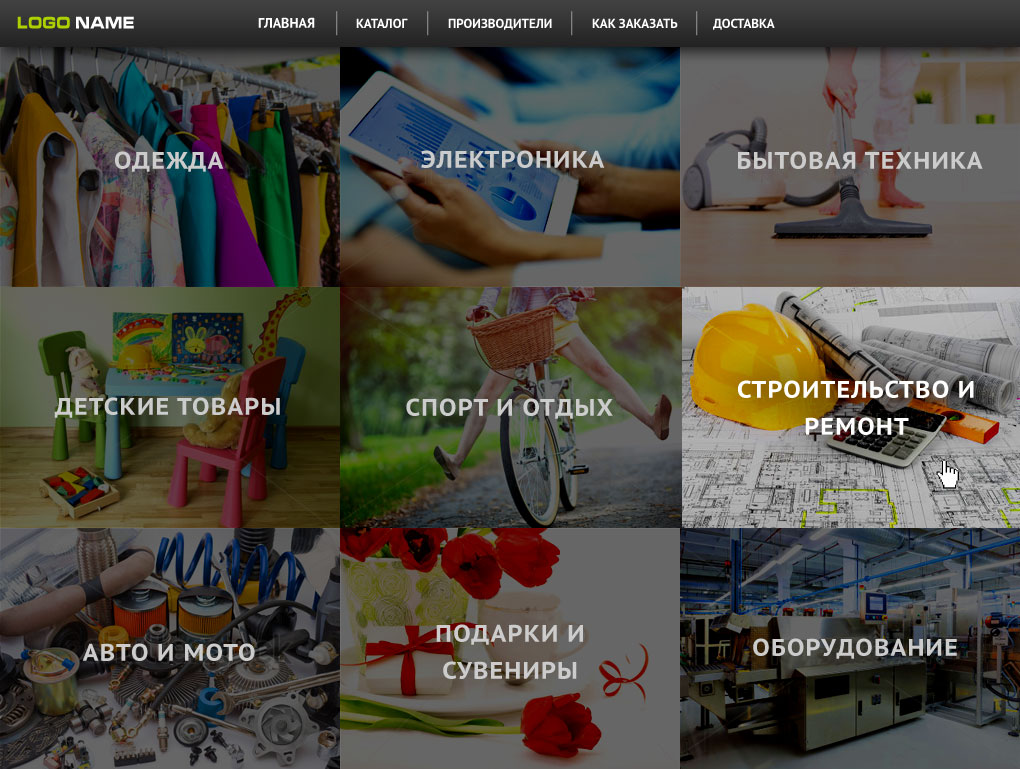 LOGO NAME
ГЛАВНАЯ
КАТАЛОГ
ПРОИЗВОДИТЕЛИ
КАК ЗАКАЗАТЬ
ДОСТАВКА
ОДЕЖДА
ЭЛЕКТРОНИКА
БЫТОВАЯ ТЕХНИКА
ДЕТСКИЕ ТОВАРЫ
СПОРТ И ОТДЫХ
СТРОИТЕЛЬСТВО И
РЕМОНТ
АВТО И МОТО
ПОДАРКИ И
СУВЕНИРЫ
ОБОРУДОВАНИЕ